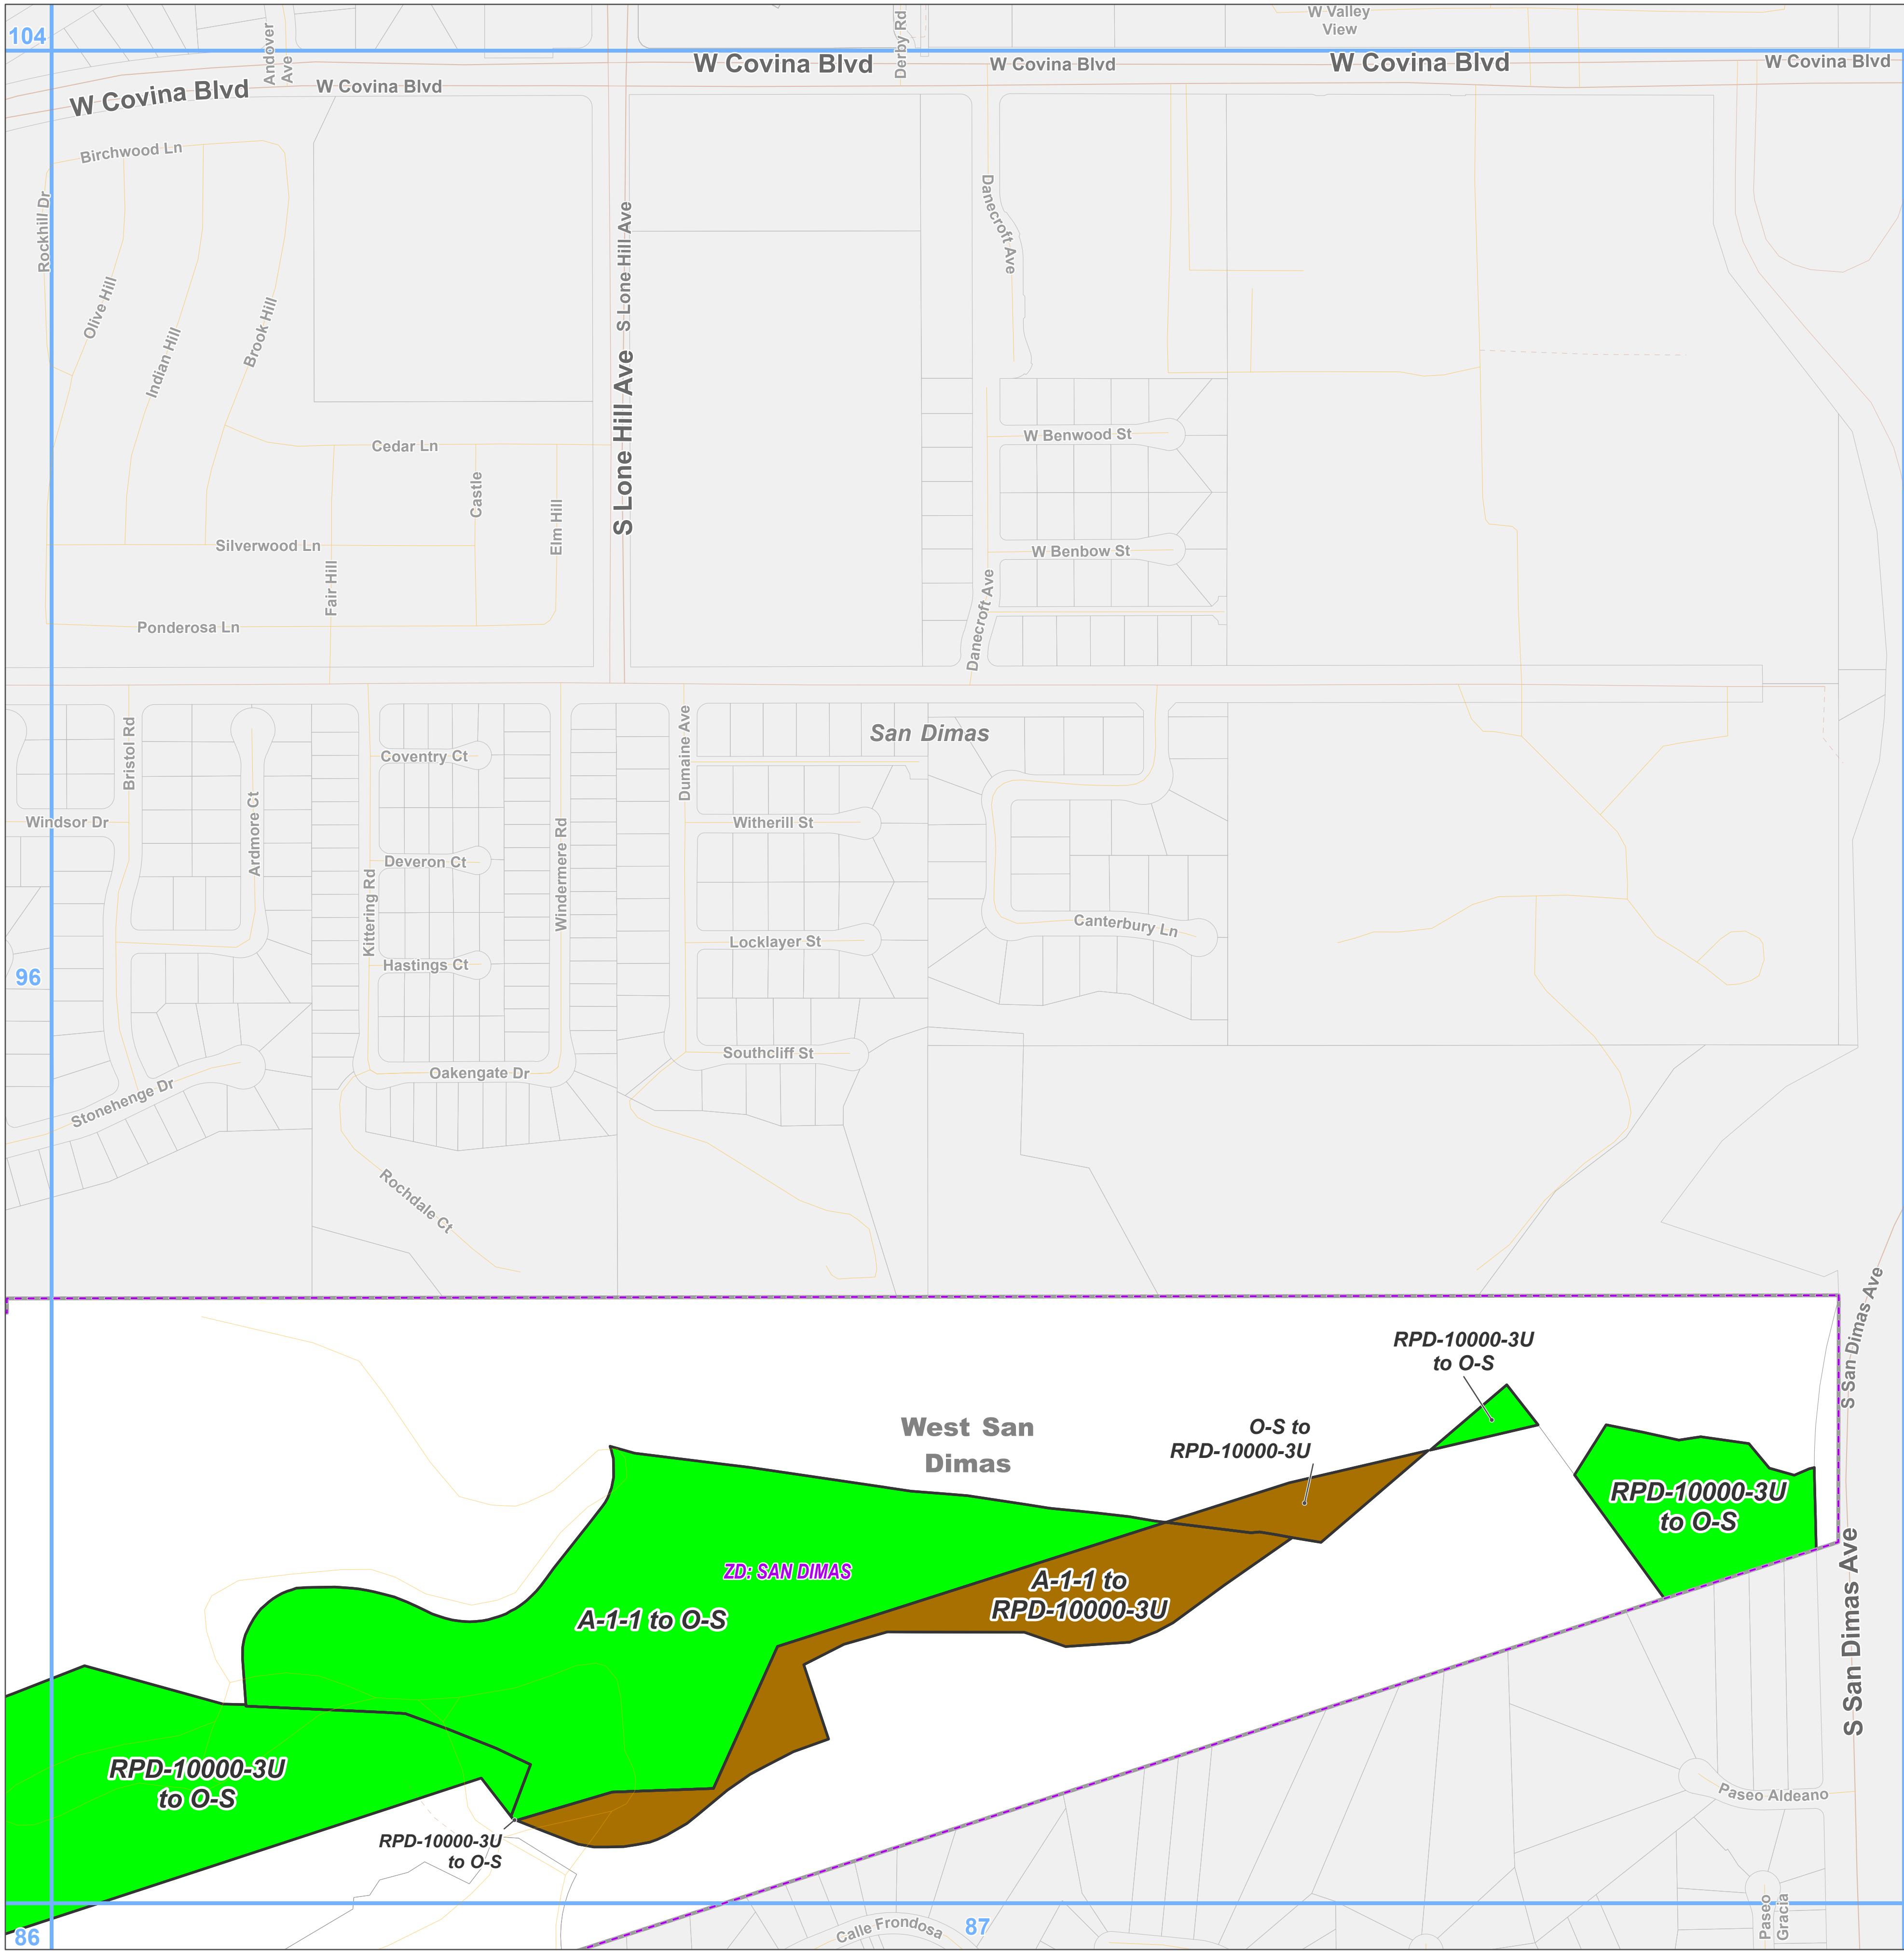 W Valley
View
104
Andover
Ave
Derby Rd
W Covina Blvd
W Covina Blvd
W Covina Blvd
W Covina Blvd
W Covina Blvd
W Covina Blvd
Birchwood Ln
Rockhill Dr
Olive Hill
Indian Hill
Brook Hill
S Lone Hill Ave
S Lone Hill Ave
Danecroft Ave
Cedar Ln
Castle
Elm Hill
W Benwood St
Silverwood Ln
Fair Hill
W Benbow St
Danecroft Ave
Ponderosa Ln
San Dimas
Bristol Rd
Coventry Ct
Dumaine Ave
Windsor Dr
Ardmore Ct
Witherill St
Deveron Ct
Kittering Rd
Windermere Rd
Canterbury Ln
Locklayer St
Hastings Ct
96
Southcliff St
Oakengate Dr
Stonehenge Dr
Rochdale Ct
S San Dimas Ave
RPD-10000-3U
to O-S
West San
Dimas
O-S to
RPD-10000-3U
RPD-10000-3U
to O-S
ZD: SAN DIMAS
A-1-1 to
RPD-10000-3U
A-1-1 to O-S
S San Dimas Ave
RPD-10000-3U
to O-S
Paseo Aldeano
RPD-10000-3U
to O-S
Paseo
Gracia
Calle Frondosa
87
86